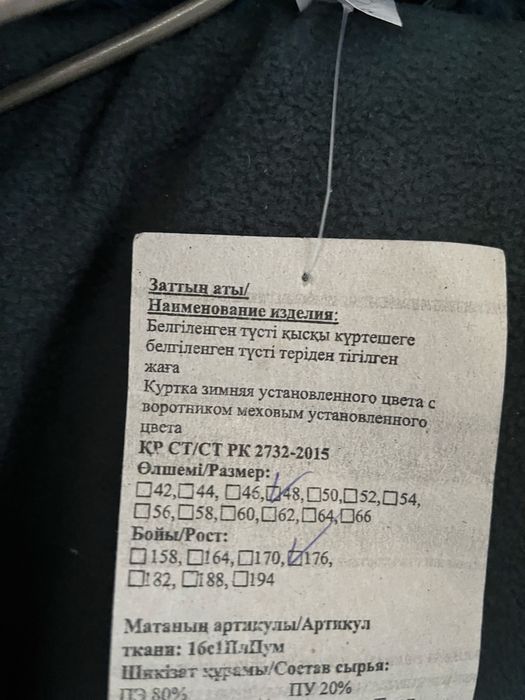 Заттың аты/
Наименование изделия:
Белгіленген түсті қысқы күртешеге
белгіленген түсті теріден тігілген
жаға
Куртка зимняя установленного цвета с
воротником меховым установленного
цвета
ҚР СТ/СТ РК 2732-2015
Өлшемі/Размер:
☐42,☐44, ☐46,☑48,☐50,☐52,☐54,
☐56,☐58,☐60,☐62,☐64,☐66
Бойы/Рост:
☐158, ☐164,☐170,☑176,
☐182,☐188,☐194
Матаның артикулы/Артикул
ткани: 16с1ПлПум
Шикізат құрамы/Состав сырья:
ПЭ 80% ПУ 20%